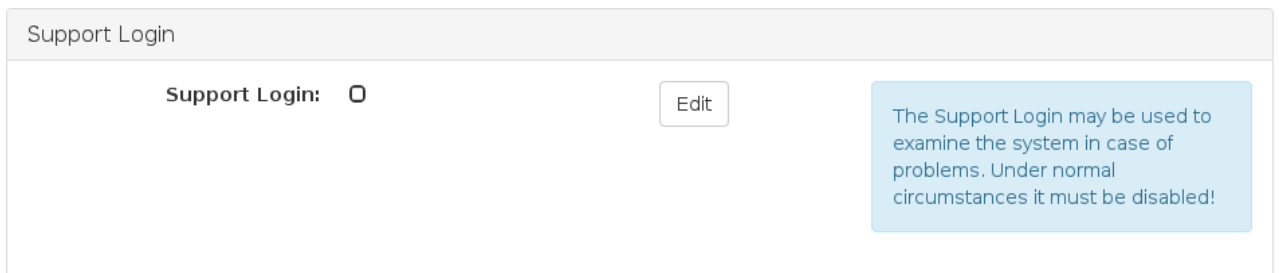 Support Login
Support Login:
Edit
The Support Login may be used to
examine the system in case of
problems. Under normal
circumstances it must be disabled!